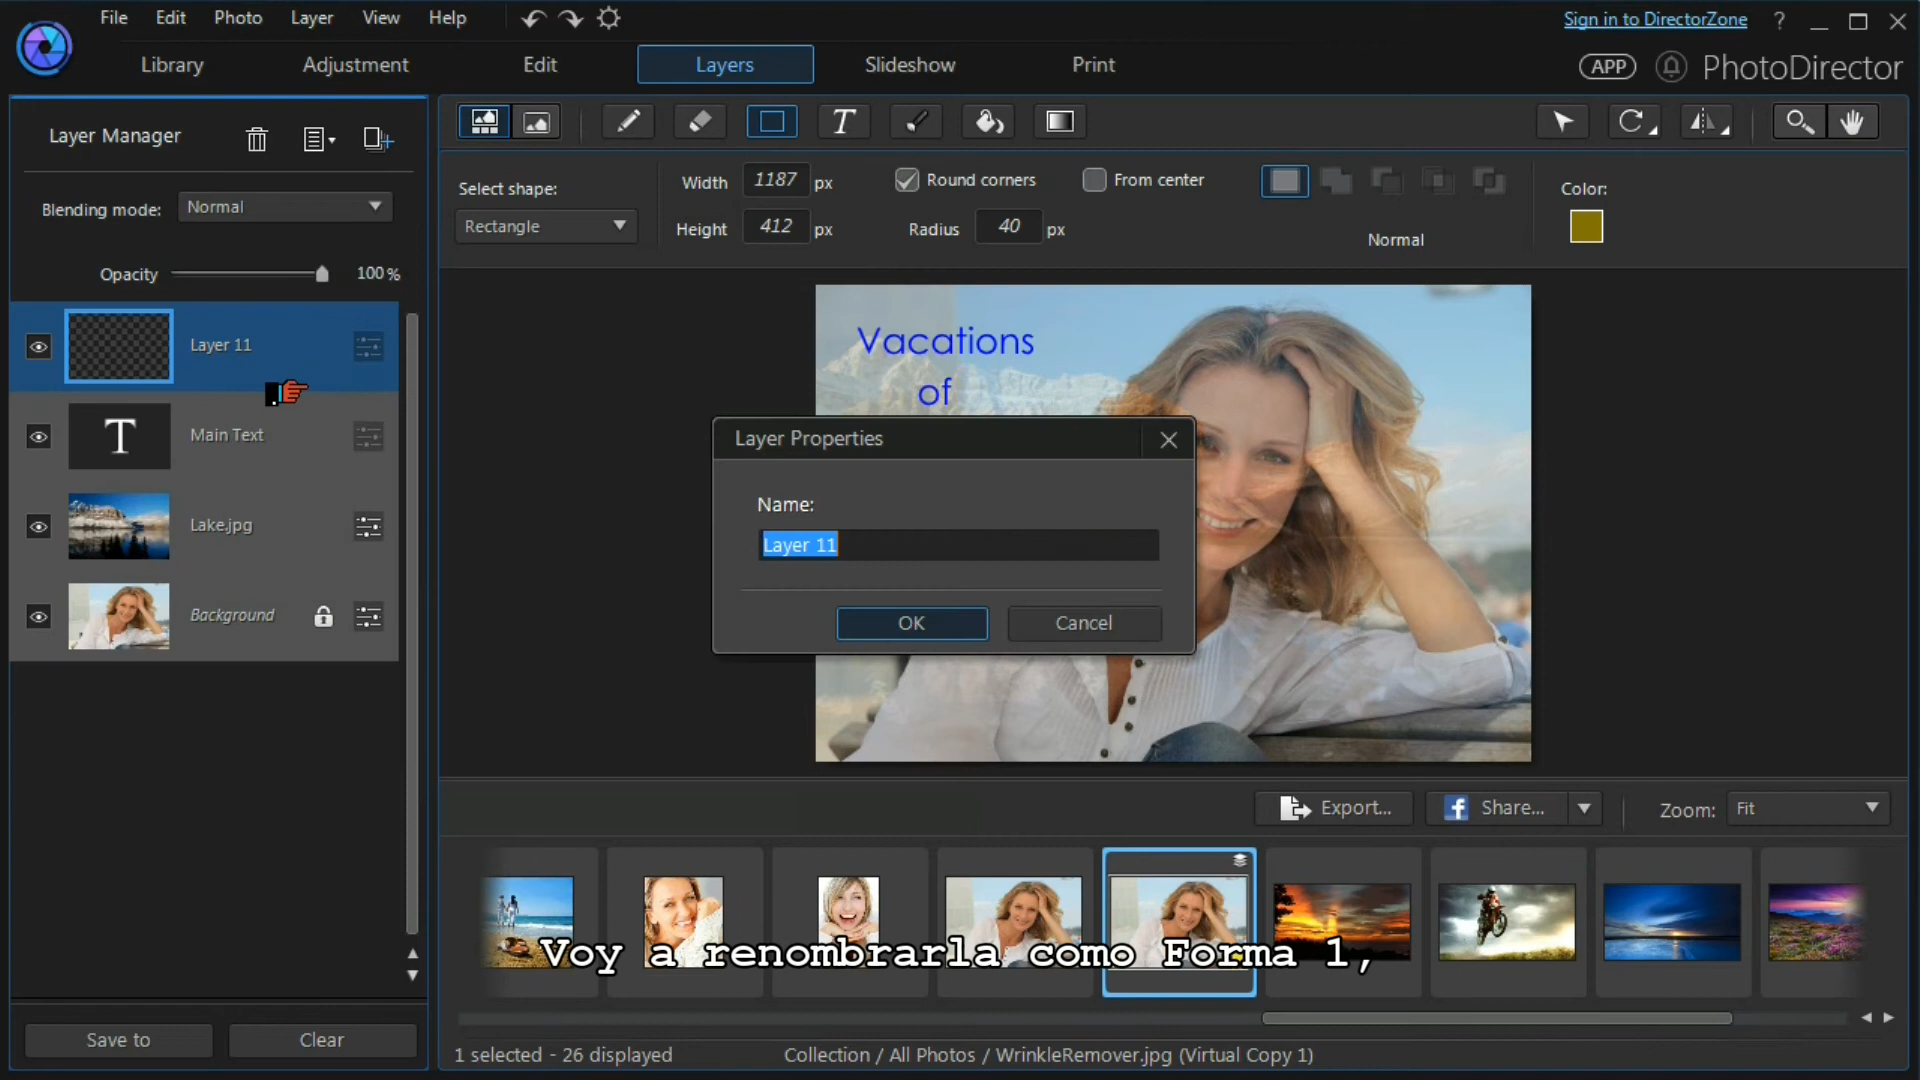 File Edit Photo Layer View Help
Sign in to DirectorZone ?
Library Adjustment Edit Layers Slideshow Print
APP PhotoDirector
Layer Manager
Blending mode: Normal
Opacity 100 %
Layer 11
Main Text
Lake.jpg
Background
Save to Clear
T
Select shape:
Rectangle
Width 1187 px
Height 412 px
Round corners
Radius 40 px
From center
Normal
Color:
Vacations
of
Layer Properties
Name:
Layer 11
OK Cancel
Export... Share... Zoom: Fit
Voy a renombrarla como Forma 1,
1 selected - 26 displayed Collection / All Photos / WrinkleRemover.jpg (Virtual Copy 1)